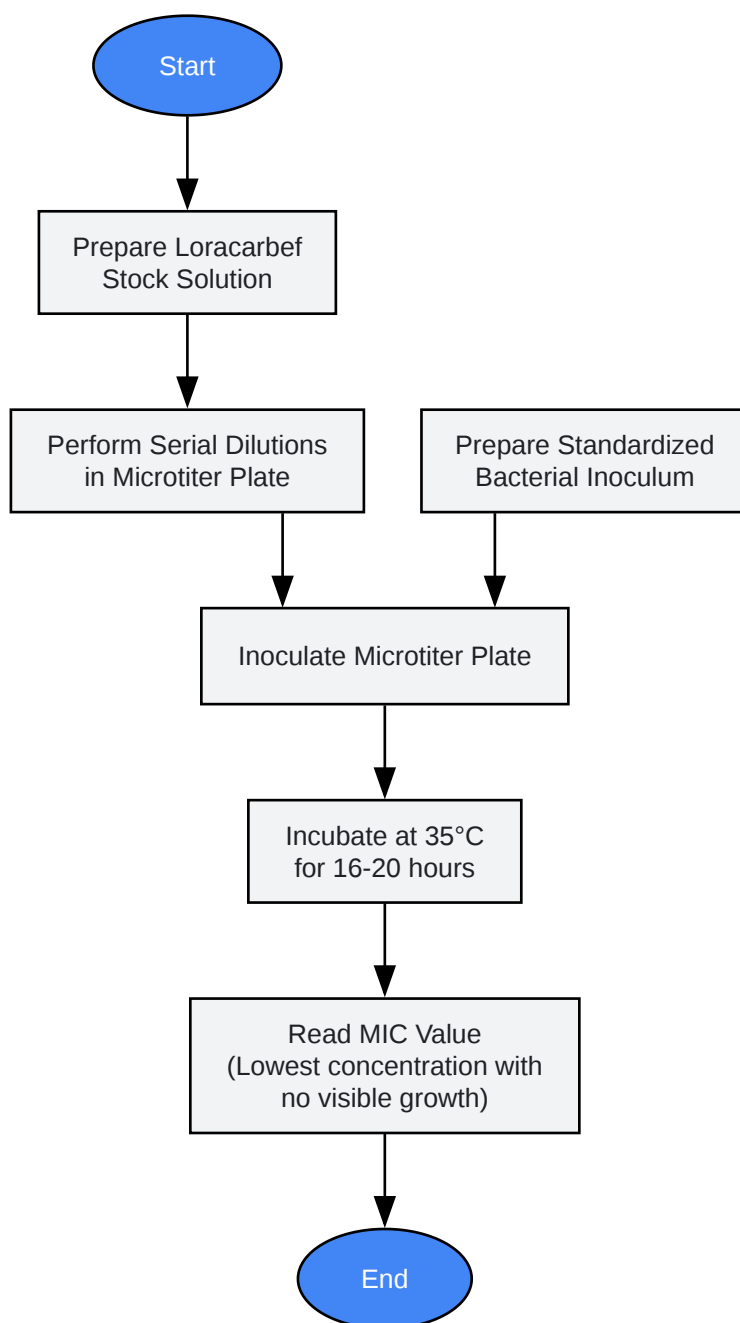 Start
Prepare Loracarbef
Stock Solution
Perform Serial Dilutions
in Microtiter Plate
Prepare Standardized
Bacterial Inoculum
Inoculate Microtiter Plate
Incubate at 35°C
for 16-20 hours
Read MIC Value
(Lowest concentration with
no visible growth)
End